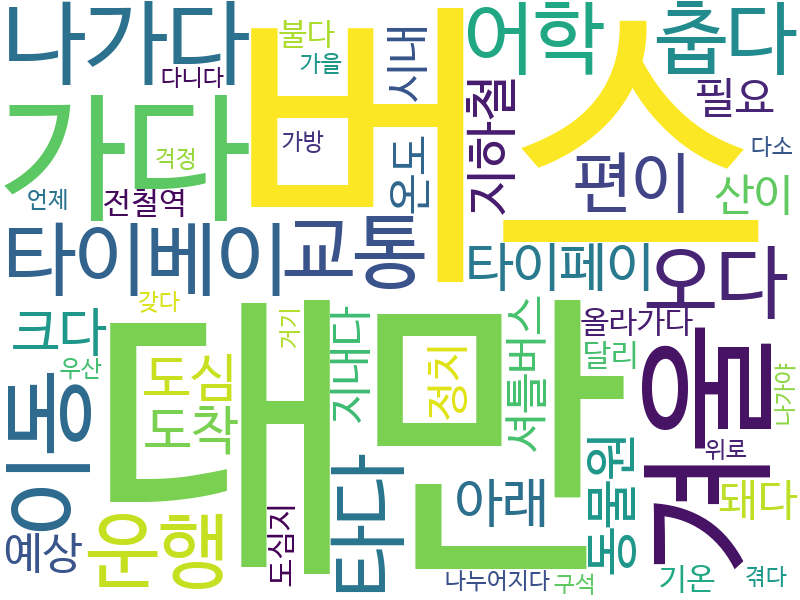 나가다
불다
가을
시내
어학
춥다
다니다
가다
버스
걱정
가방
온도
지하철
필요
다소
편이
산이
언제
전철역
타이베이
교통
타이페이
오다
갖다
크다
거기
지내다
셔틀버스
올라가다
달리
우산
대만
도심
정치
겨울
나가야
이동
도착
위로
동물원
아래
돼다
타다
운행
예상
도심지
나누어지다
구석
기온
겪다